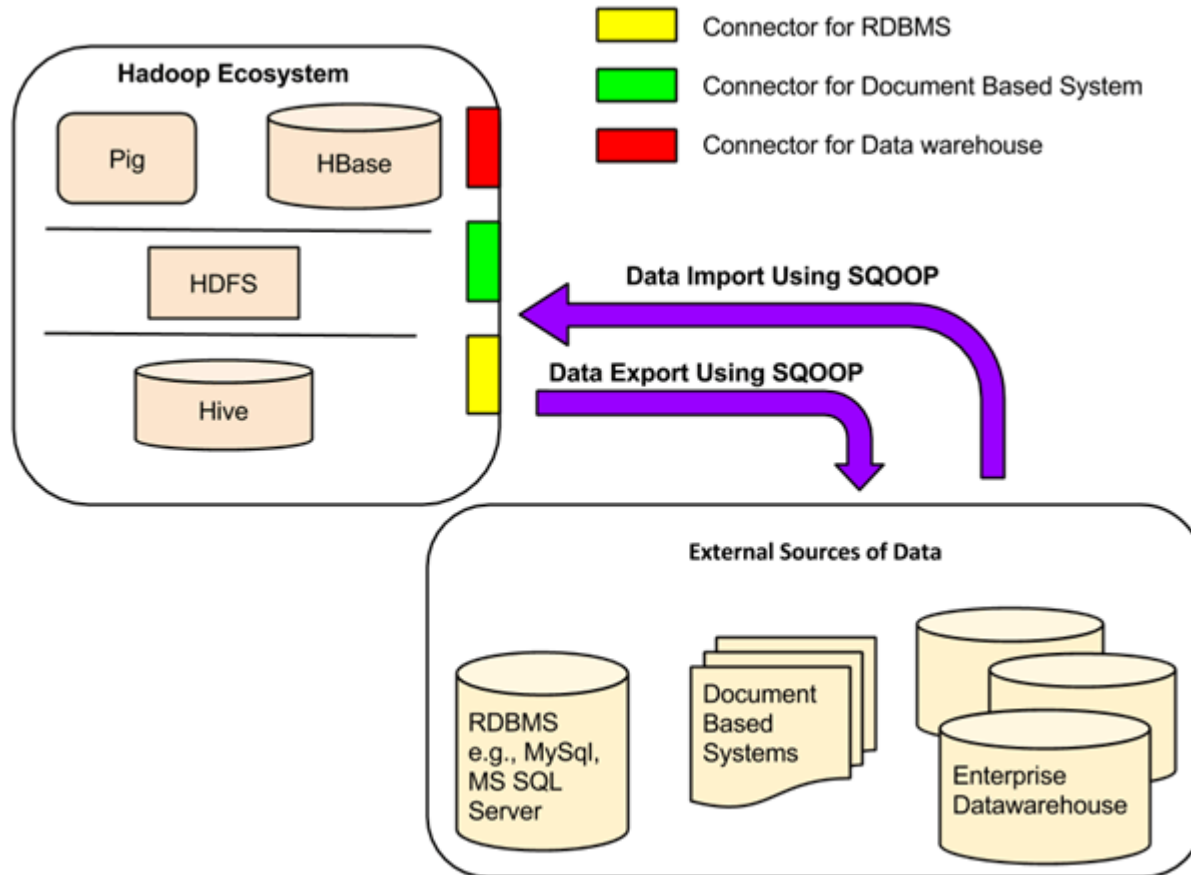 Connector for RDBMS
Hadoop Ecosystem
Connector for Document Based System
Connector for Data warehouse
Pig
HBase
HDFS
Data Import Using SQOOP
Data Export Using SQOOP
Hive
External Sources of Data
RDBMS
e.g., MySql,
MS SQL
Server
Document
Based
Systems
Enterprise
Datawarehouse